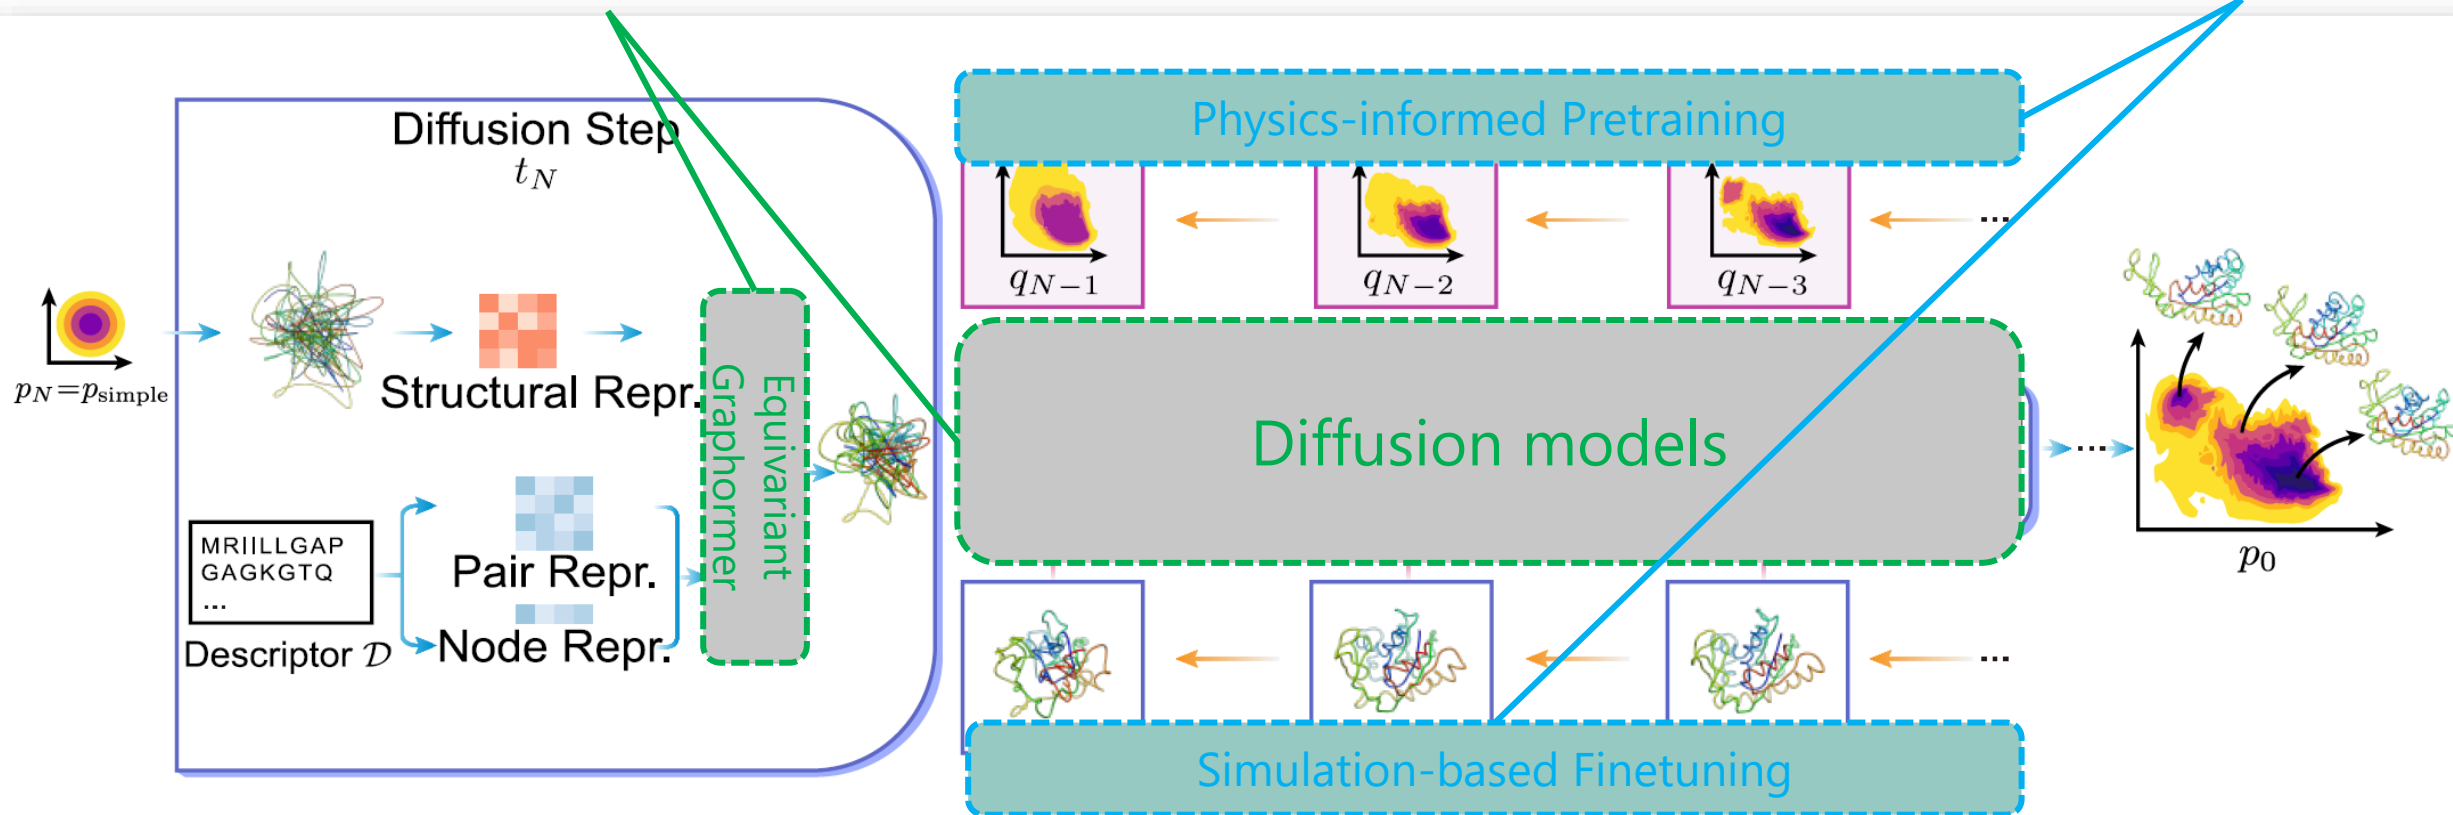 Diffusion Step
t_N
p_N=p_simple
Structural Repr.
MRIILLGAP
GAGKGTQ
...
Descriptor 𝒟
Pair Repr.
Node Repr.
Equivariant
Graphormer
Physics-informed Pretraining
q_{N−1}
q_{N−2}
q_{N−3}
...
Diffusion models
...
p_0
...
Simulation-based Finetuning